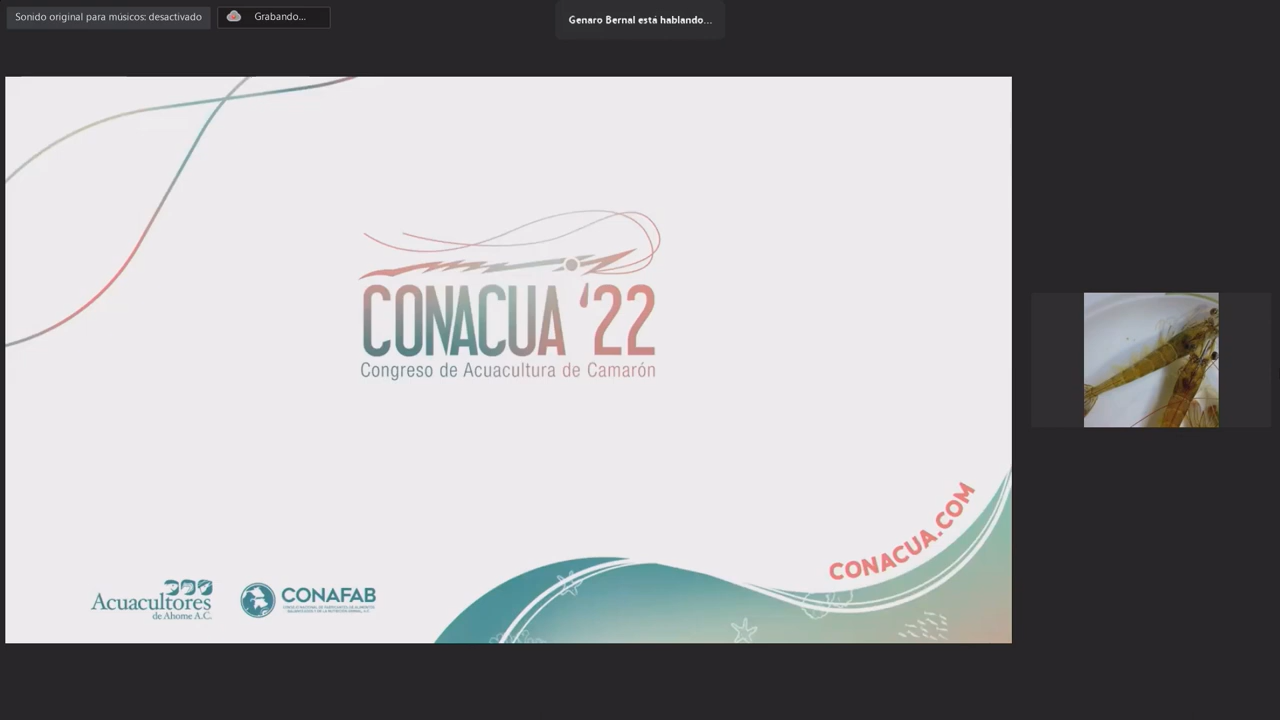 Sonido original para músicos: desactivado
Grabando...
Genaro Bernal está hablando...
CONACUA '22
Congreso de Acuacultura de Camarón
CONACUA.COM
Acuacultores
de Ahome A.C.
CONAFAB